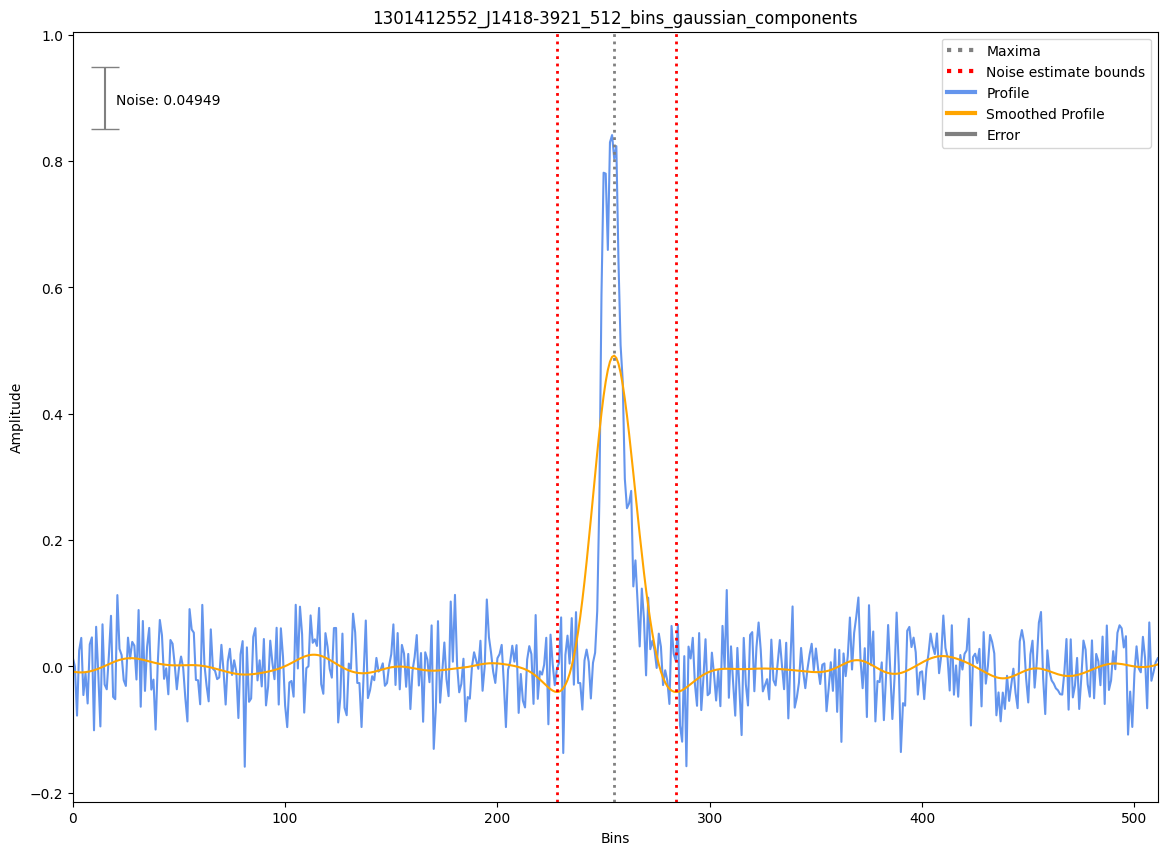 1301412552_J1418-3921_512_bins_gaussian_components
1.0
0.8
0.6
0.4
0.2
0.0
−0.2
Amplitude
Noise: 0.04949
Maxima
Noise estimate bounds
Profile
Smoothed Profile
Error
0
100
200
300
400
500
Bins